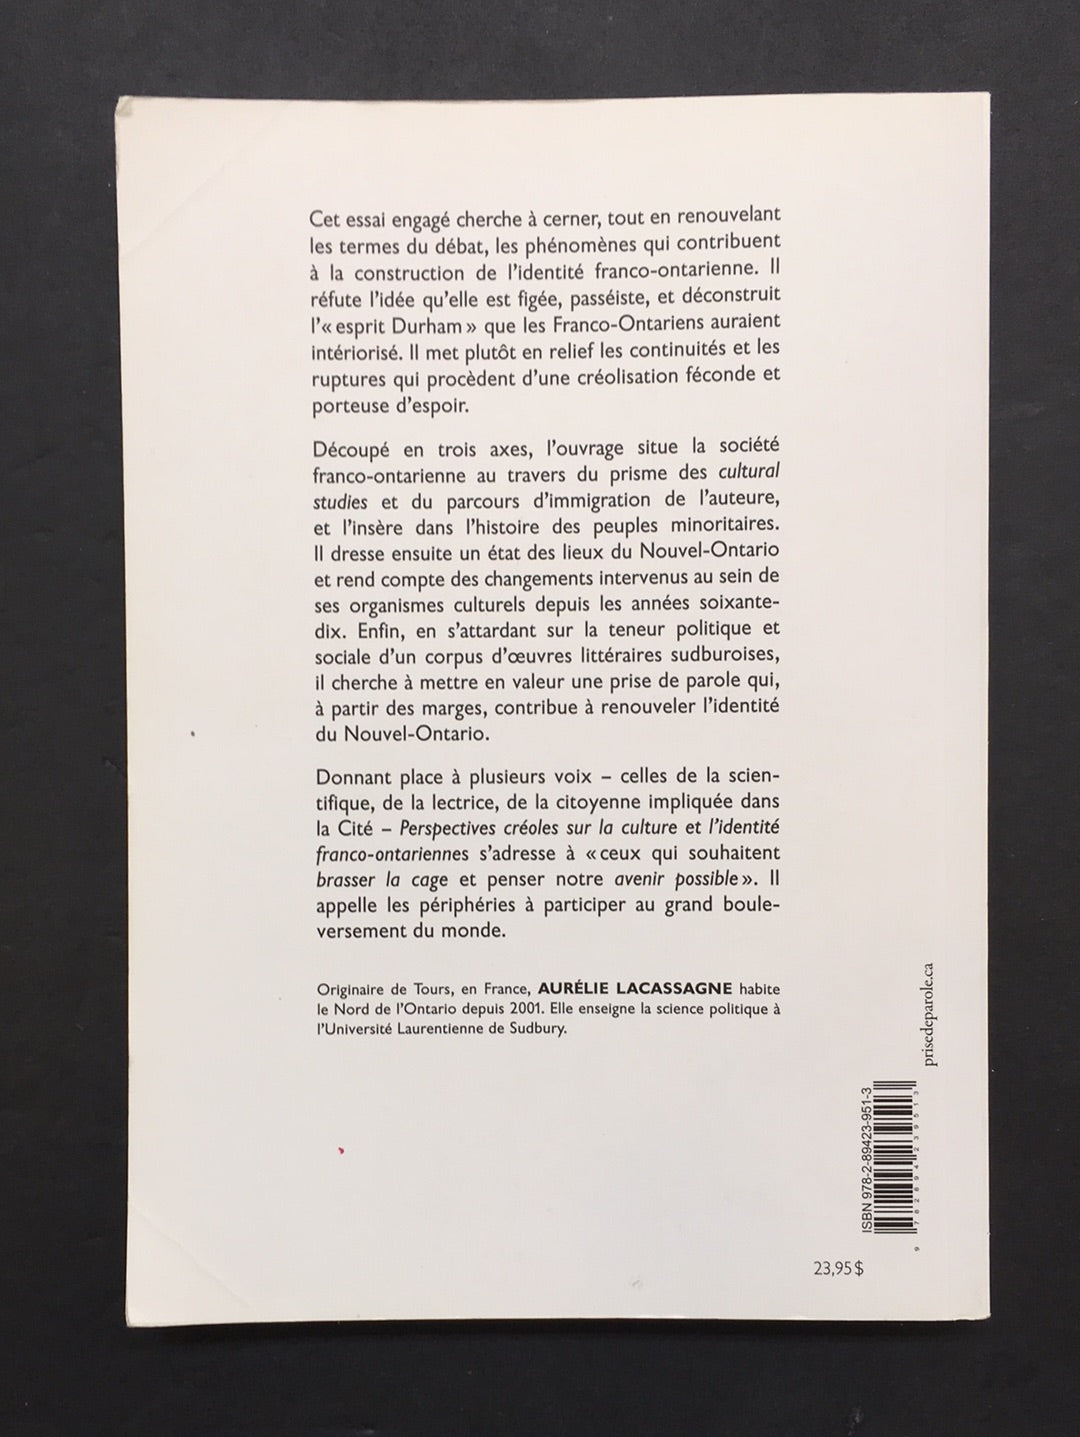 Cet essai engagé cherche à cerner, tout en renouvelant
les termes du débat, les phénomènes qui contribuent
à la construction de l'identité franco-ontarienne. Il
réfute l'idée qu'elle est figée, passéiste, et déconstruit
l'« esprit Durham » que les Franco-Ontariens auraient
intériorisé. Il met plutôt en relief les continuités et les
ruptures qui procèdent d'une créolisation féconde et
porteuse d'espoir.
Découpé en trois axes, l'ouvrage situe la société
franco-ontarienne au travers du prisme des cultural
studies et du parcours d'immigration de l'auteure,
et l'insère dans l'histoire des peuples minoritaires.
Il dresse ensuite un état des lieux du Nouvel-Ontario
et rend compte des changements intervenus au sein de
ses organismes culturels depuis les années soixante-
dix. Enfin, en s'attardant sur la teneur politique et
sociale d'un corpus d'œuvres littéraires sudburoises,
il cherche à mettre en valeur une prise de parole qui,
à partir des marges, contribue à renouveler l'identité
du Nouvel-Ontario.
Donnant place à plusieurs voix – celles de la scien-
tifique, de la lectrice, de la citoyenne impliquée dans
la Cité – Perspectives créoles sur la culture et l'identité
franco-ontariennes s'adresse à « ceux qui souhaitent
brasser la cage et penser notre avenir possible ». Il
appelle les périphéries à participer au grand boule-
versement du monde.
Originaire de Tours, en France, AURÉLIE LACASSAGNE habite
le Nord de l'Ontario depuis 2001. Elle enseigne la science politique à
l'Université Laurentienne de Sudbury.
prisedeparole.ca
ISBN 978-2-89423-951-3
9 782894 239513
23,95 $